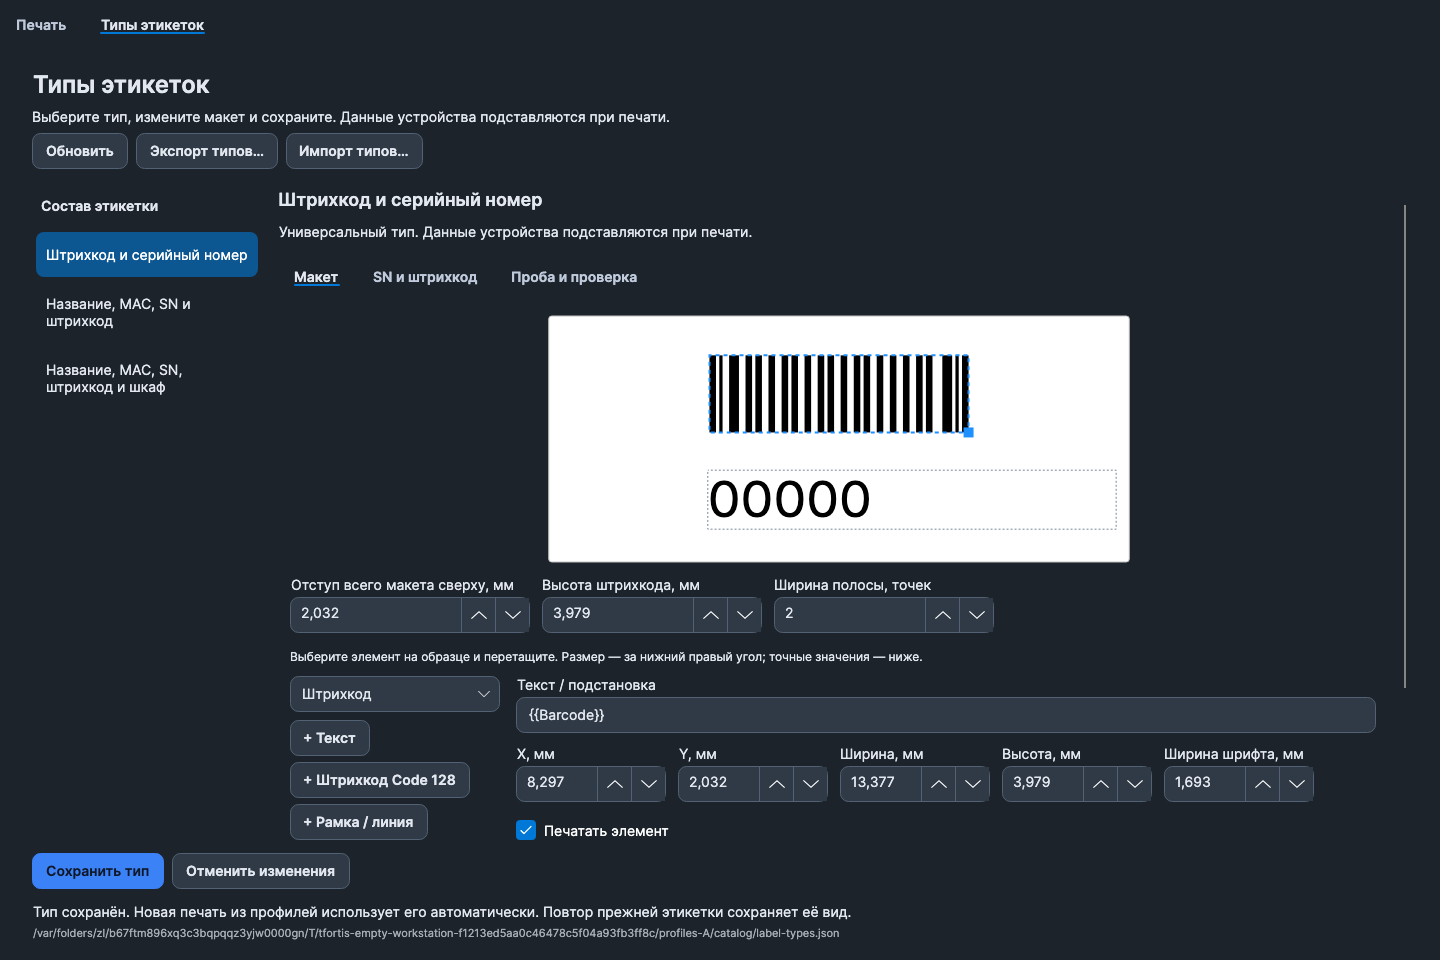 Печать
Типы этикеток
Типы этикеток
Выберите тип, измените макет и сохраните. Данные устройства подставляются при печати.
Обновить
Экспорт типов...
Импорт типов...
Состав этикетки
Штрихкод и серийный номер
Название, MAC, SN и
штрихкод
Название, MAC, SN,
штрихкод и шкаф
Штрихкод и серийный номер
Универсальный тип. Данные устройства подставляются при печати.
Макет
SN и штрихкод
Проба и проверка
00000
Отступ всего макета сверху, мм
Высота штрихкода, мм
Ширина полосы, точек
2,032
3,979
2
Выберите элемент на образце и перетащите. Размер — за нижний правый угол; точные значения — ниже.
Штрихкод
+ Текст
+ Штрихкод Code 128
+ Рамка / линия
Текст / подстановка
{{Barcode}}
X, мм
Y, мм
Ширина, мм
Высота, мм
Ширина шрифта, мм
8,297
2,032
13,377
3,979
1,693
Печатать элемент
Сохранить тип
Отменить изменения
Тип сохранён. Новая печать из профилей использует его автоматически. Повтор прежней этикетки сохраняет её вид.
/var/folders/zl/b67ftm896xq3c3bqpqqz3yjw0000gn/T/tfortis-empty-workstation-f1213ed5aa0c46478c5f04a93fb3ff8c/profiles-A/catalog/label-types.json